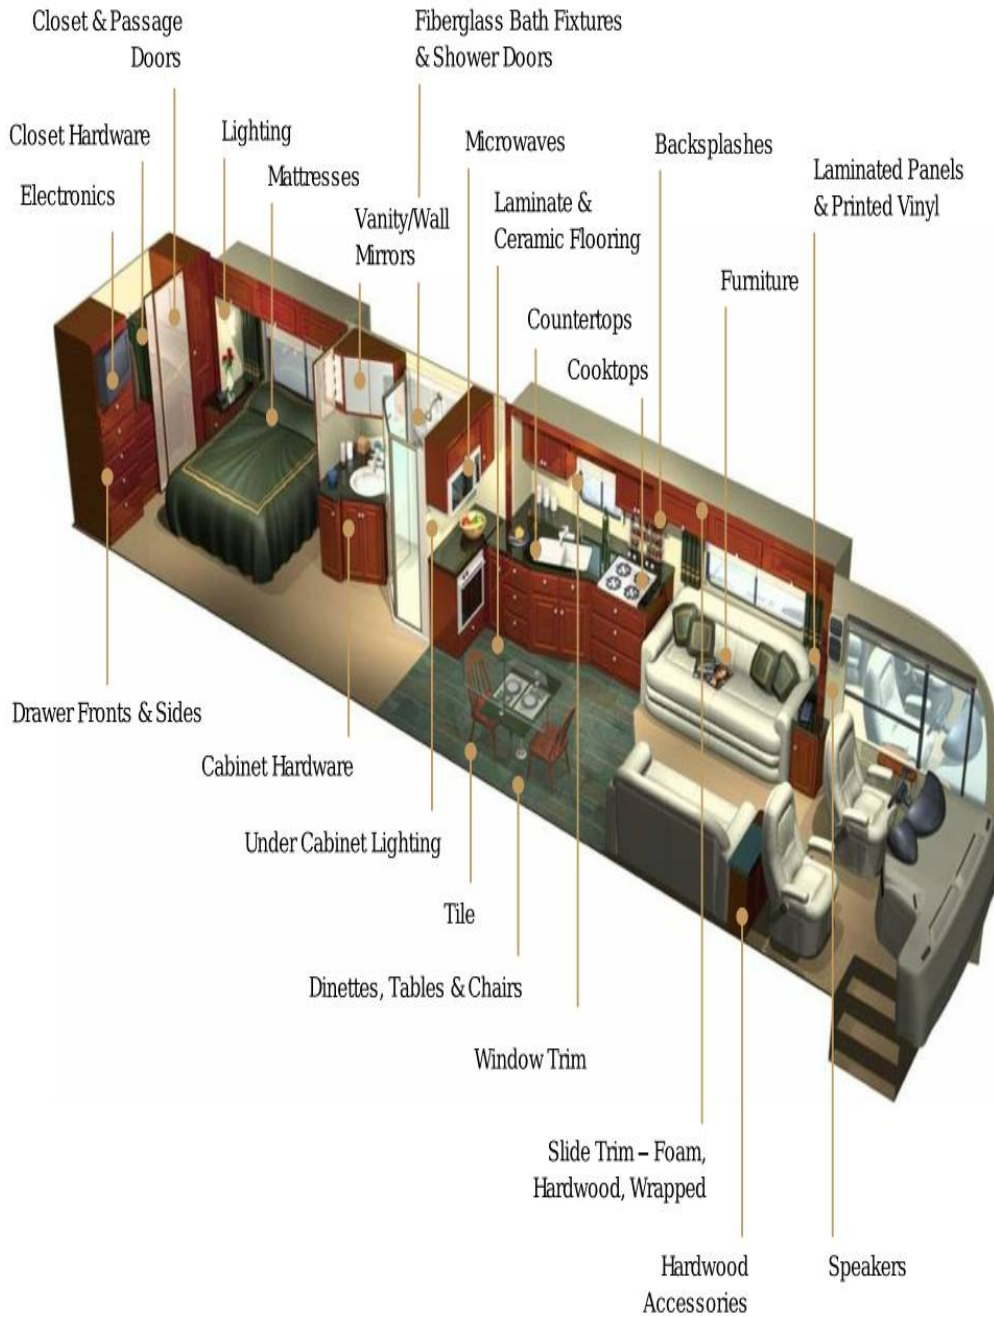 Closet & Passage
Doors
Fiberglass Bath Fixtures
& Shower Doors
Closet Hardware
Lighting
Microwaves
Backsplashes
Laminated Panels
& Printed Vinyl
Electronics
Mattresses
Vanity/Wall
Mirrors
Laminate &
Ceramic Flooring
Furniture
Countertops
Cooktops
Drawer Fronts & Sides
Cabinet Hardware
Under Cabinet Lighting
Tile
Dinettes, Tables & Chairs
Window Trim
Slide Trim – Foam,
Hardwood, Wrapped
Hardwood
Accessories
Speakers